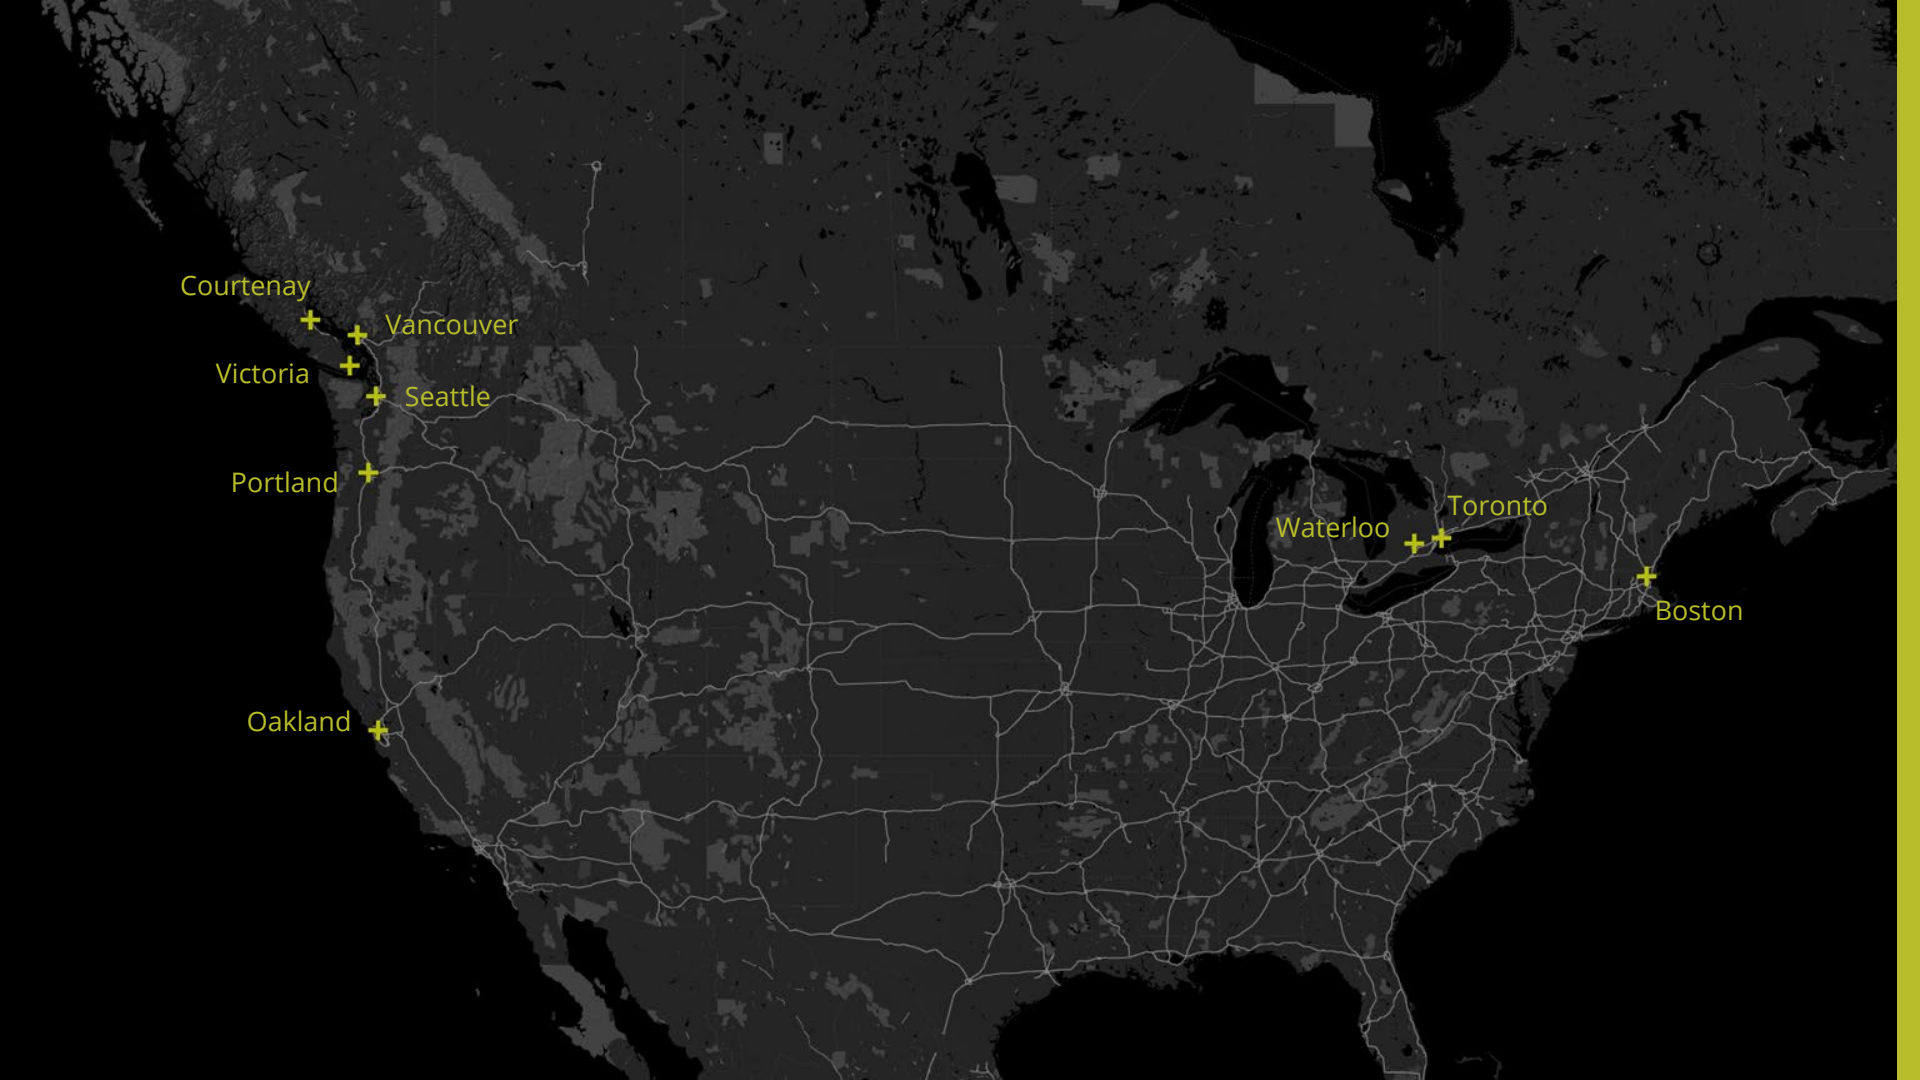 Courtenay
Vancouver
Victoria
Seattle
Portland
Toronto
Waterloo
Boston
Oakland